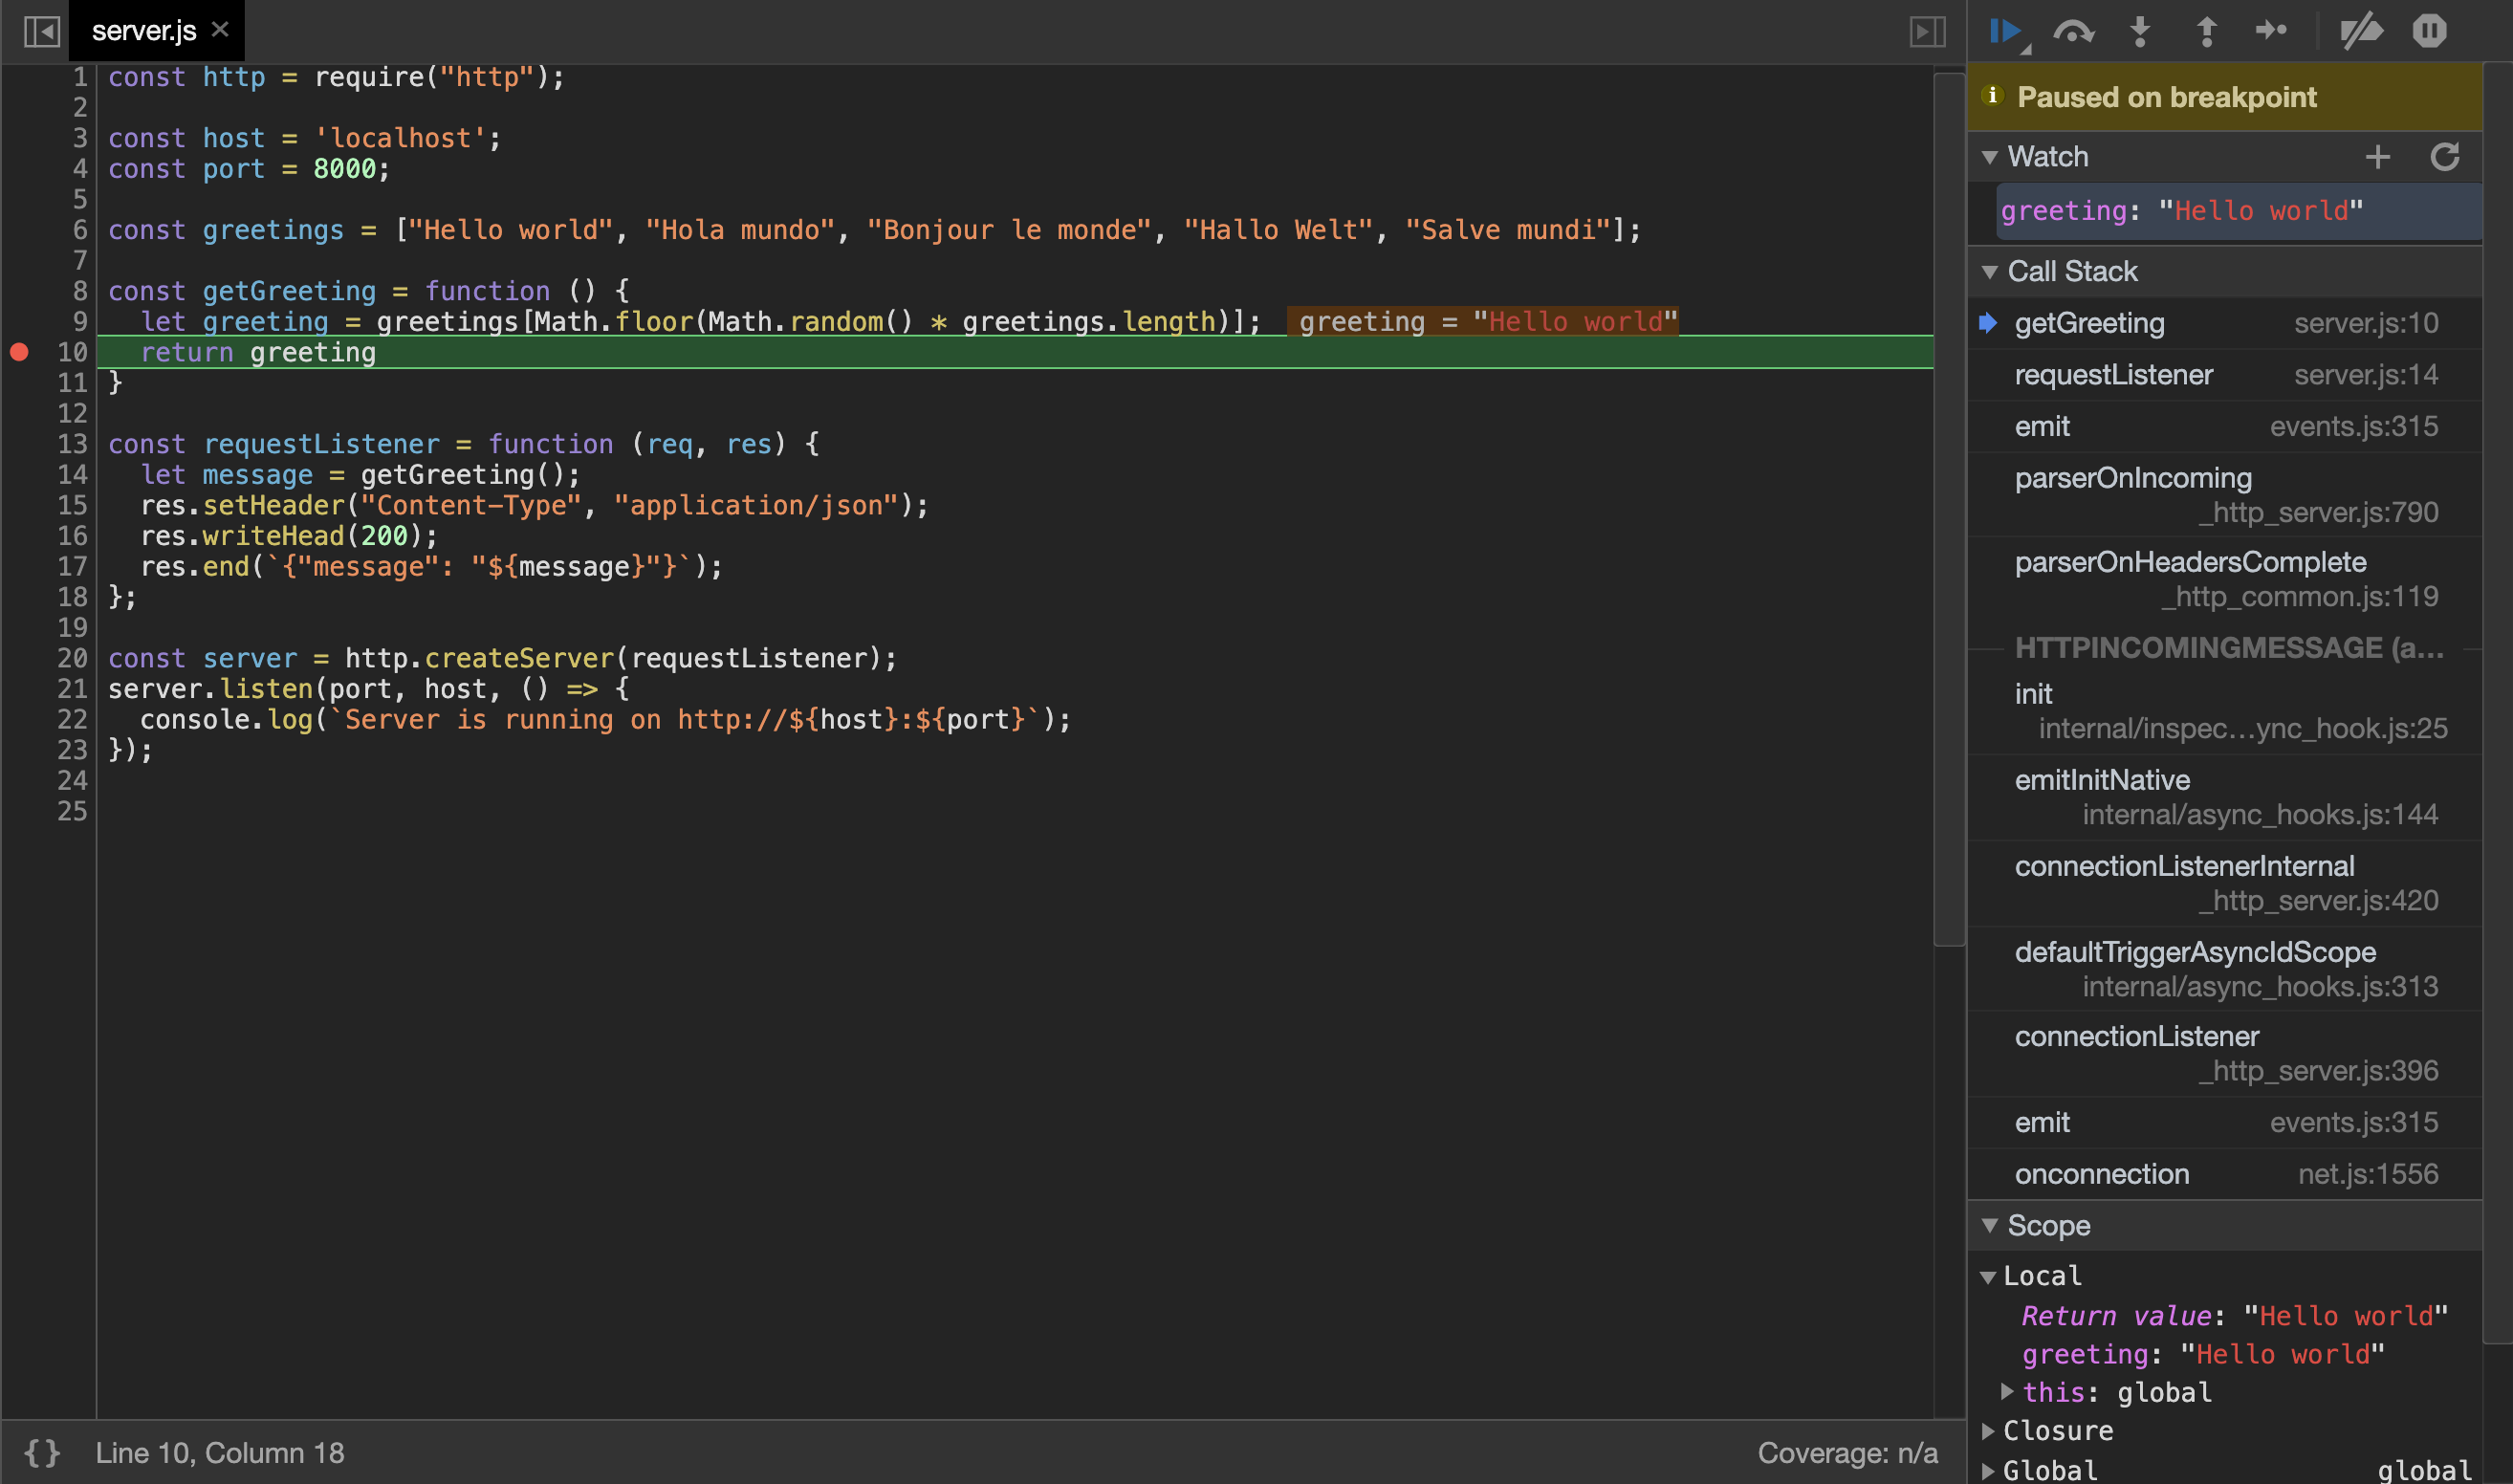 server.js ×
1 const http = require("http");
2
3 const host = 'localhost';
4 const port = 8000;
5
6 const greetings = ["Hello world", "Hola mundo", "Bonjour le monde", "Hallo Welt", "Salve mundi"];
7
8 const getGreeting = function () {
9   let greeting = greetings[Math.floor(Math.random() * greetings.length)];  greeting = "Hello world"
10   return greeting
11 }
12
13 const requestListener = function (req, res) {
14   let message = getGreeting();
15   res.setHeader("Content-Type", "application/json");
16   res.writeHead(200);
17   res.end(`{"message": "${message}"}`);
18 };
19
20 const server = http.createServer(requestListener);
21 server.listen(port, host, () => {
22   console.log(`Server is running on http://${host}:${port}`);
23 });
24
25
{} Line 10, Column 18
Coverage: n/a
Paused on breakpoint
Watch
greeting: "Hello world"
Call Stack
getGreeting server.js:10
requestListener server.js:14
emit events.js:315
parserOnIncoming
_http_server.js:790
parserOnHeadersComplete
_http_common.js:119
HTTPINCOMINGMESSAGE (a...
init
internal/inspec…ync_hook.js:25
emitInitNative
internal/async_hooks.js:144
connectionListenerInternal
_http_server.js:420
defaultTriggerAsyncIdScope
internal/async_hooks.js:313
connectionListener
_http_server.js:396
emit events.js:315
onconnection net.js:1556
Scope
Local
Return value: "Hello world"
greeting: "Hello world"
this: global
Closure
Global global